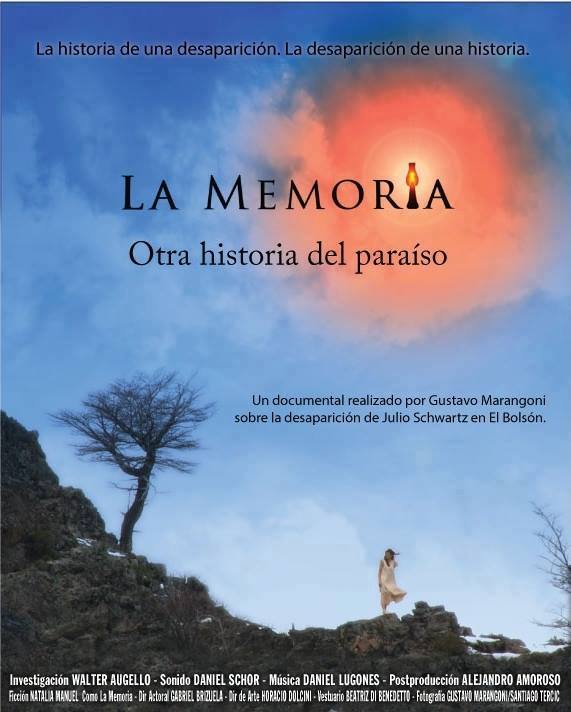 La historia de una desaparición. La desaparición de una historia.
LA MEMORIA
Otra historia del paraíso
Un documental realizado por Gustavo Marangoni
sobre la desaparición de Julio Schwartz en El Bolsón.
Investigación WALTER AUGELLO - Sonido DANIEL SCHOR - Música DANIEL LUGONES - Postproducción ALEJANDRO AMOROSO
Ficción NATALIA MANUEL Como La Memoria - Dir Actoral GABRIEL BRIZUELA - Dir de Arte HORACIO DOLCINI - Vestuario BEATRIZ DI BENEDETTO - Fotografía GUSTAVO MARANGONI/SANTIAGO TERCIC